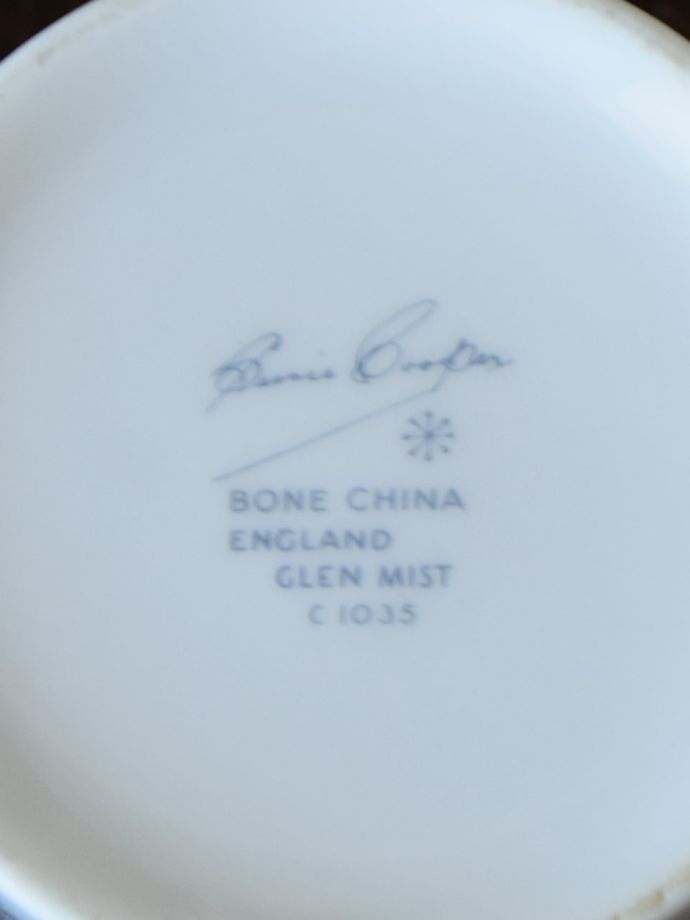 Susie Cooper
BONE CHINA
ENGLAND
GLEN MIST
C 1035